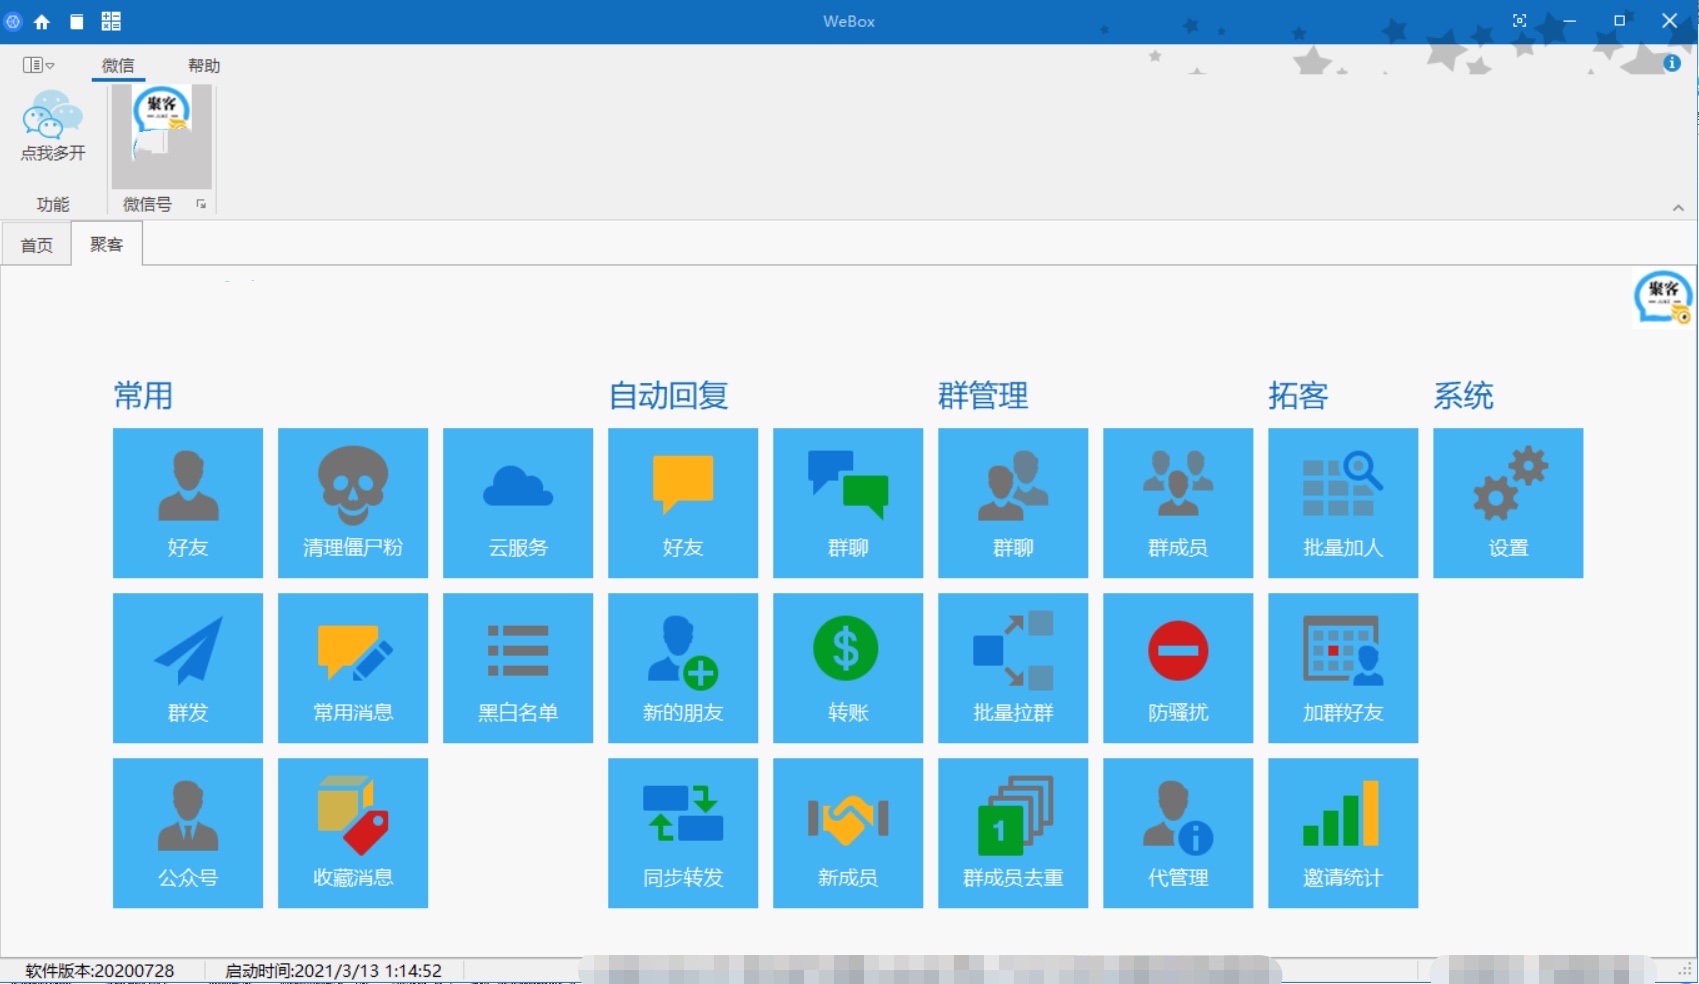 WeBox
微信 帮助
聚客
点我多开
功能 微信号
首页 聚客
聚客
常用 自动回复 群管理 拓客 系统
好友 清理僵尸粉 云服务 好友 群聊 群聊 群成员 批量加人 设置
群发 常用消息 黑白名单 新的朋友 转账 批量拉群 防骚扰 加群好友
1
公众号 收藏消息 同步转发 新成员 群成员去重 代管理 邀请统计
软件版本:20200728 启动时间:2021/3/13 1:14:52